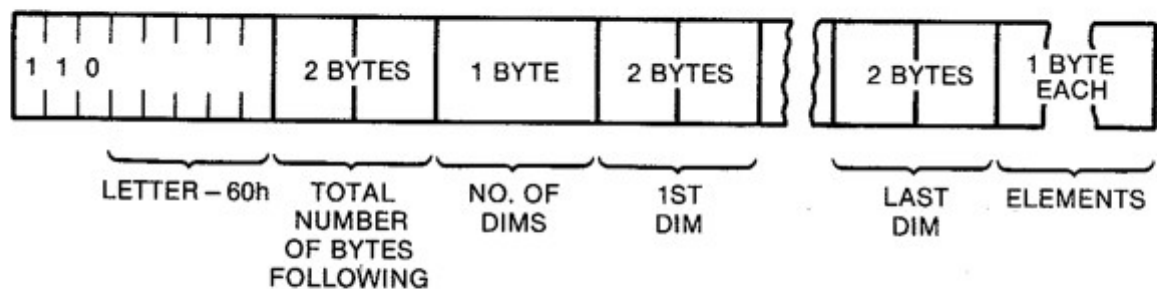 1 1 0
2 BYTES
1 BYTE
2 BYTES
2 BYTES
1 BYTE
EACH
LETTER – 60h
TOTAL
NUMBER
OF BYTES
FOLLOWING
NO. OF
DIMS
1ST
DIM
LAST
DIM
ELEMENTS